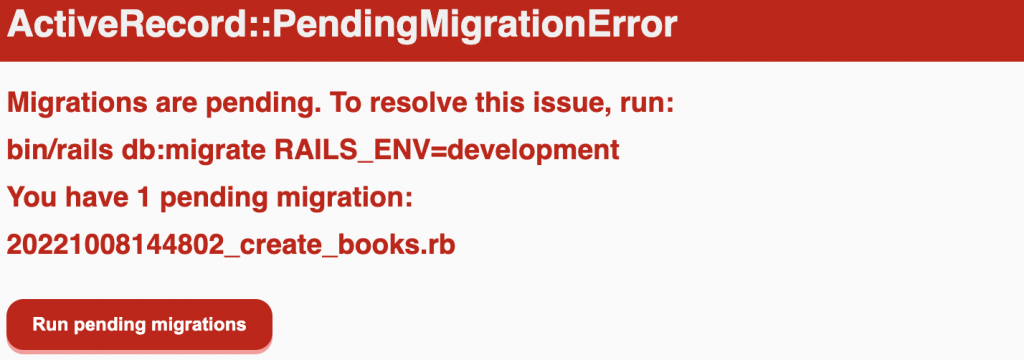 ActiveRecord::PendingMigrationError
Migrations are pending. To resolve this issue, run:
bin/rails db:migrate RAILS_ENV=development
You have 1 pending migration:
20221008144802_create_books.rb
Run pending migrations